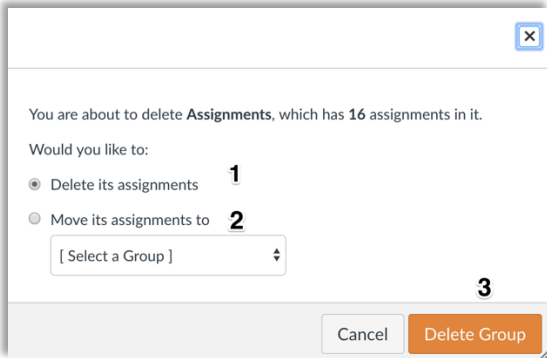 You are about to delete Assignments, which has 16 assignments in it.
Would you like to:
Delete its assignments 1
Move its assignments to 2
[ Select a Group ]
3
Cancel Delete Group